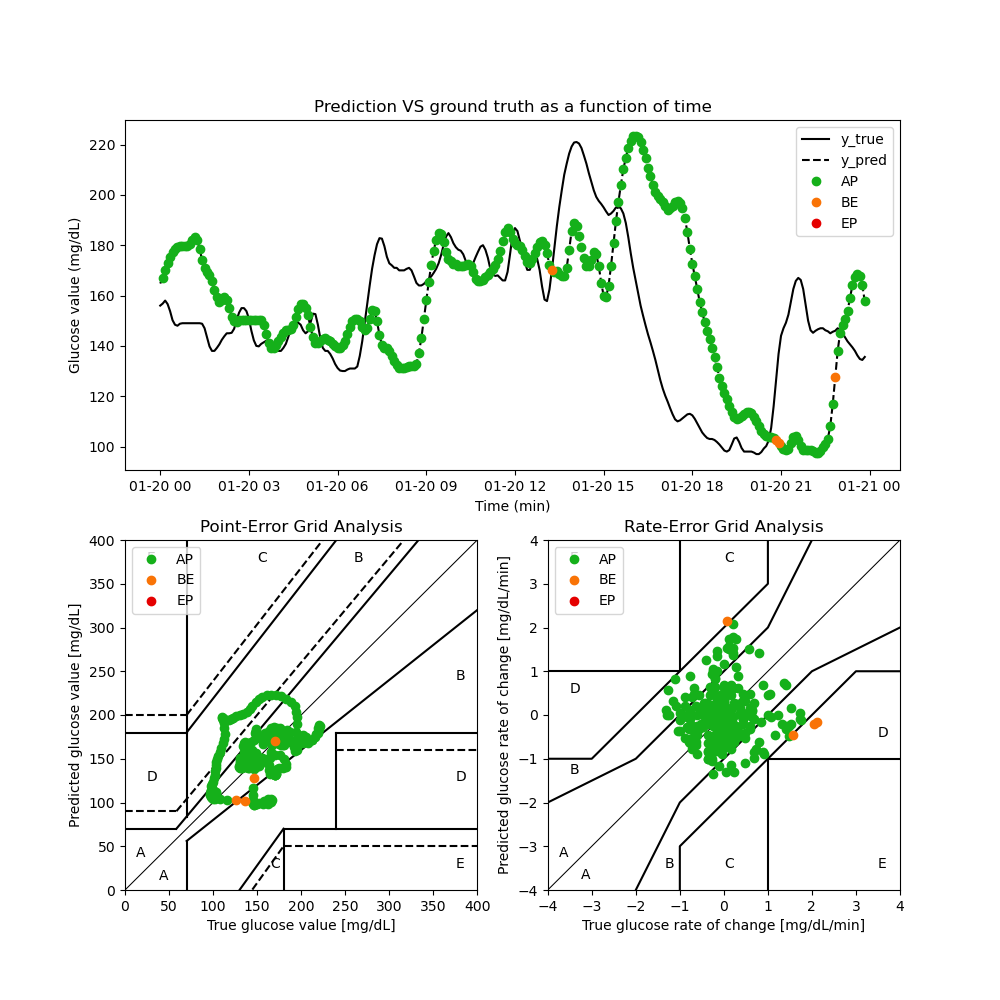 Prediction VS ground truth as a function of time
Glucose value (mg/dL)
220
200
180
160
140
120
100
y_true
y_pred
AP
BE
EP
01-20 00 01-20 03 01-20 06 01-20 09 01-20 12 01-20 15 01-20 18 01-20 21 01-21 00
Time (min)
Point-Error Grid Analysis
Predicted glucose value [mg/dL]
400
350
300
250
200
150
100
50
0
AP
BE
EP
C
B
B
D
D
A
A
C
E
0 50 100 150 200 250 300 350 400
True glucose value [mg/dL]
Rate-Error Grid Analysis
Predicted glucose rate of change [mg/dL/min]
4
3
2
1
0
−1
−2
−3
−4
AP
BE
EP
C
D
D
B
A
A
B
C
E
−4 −3 −2 −1 0 1 2 3 4
True glucose rate of change [mg/dL/min]